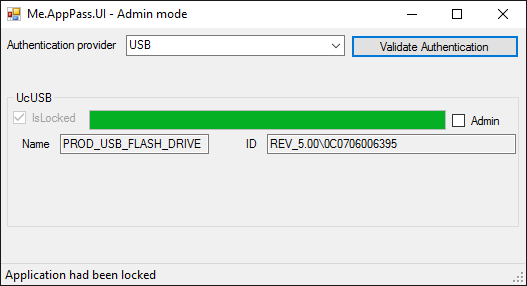 Me.AppPass.UI - Admin mode
Authentication provider USB Validate Authentication
UcUSB
IsLocked Admin
Name PROD_USB_FLASH_DRIVE ID REV_5.00\0C0706006395
Application had been locked